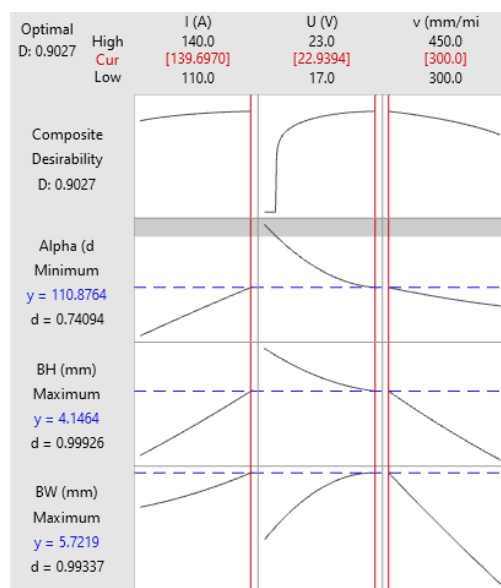 Optimal
D: 0.9027
High
Cur
Low
I (A)
140.0
[139.6970]
110.0
U (V)
23.0
[22.9394]
17.0
v (mm/mi
450.0
[300.0]
300.0
Composite
Desirability
D: 0.9027
Alpha (d
Minimum
y = 110.8764
d = 0.74094
BH (mm)
Maximum
y = 4.1464
d = 0.99926
BW (mm)
Maximum
y = 5.7219
d = 0.99337